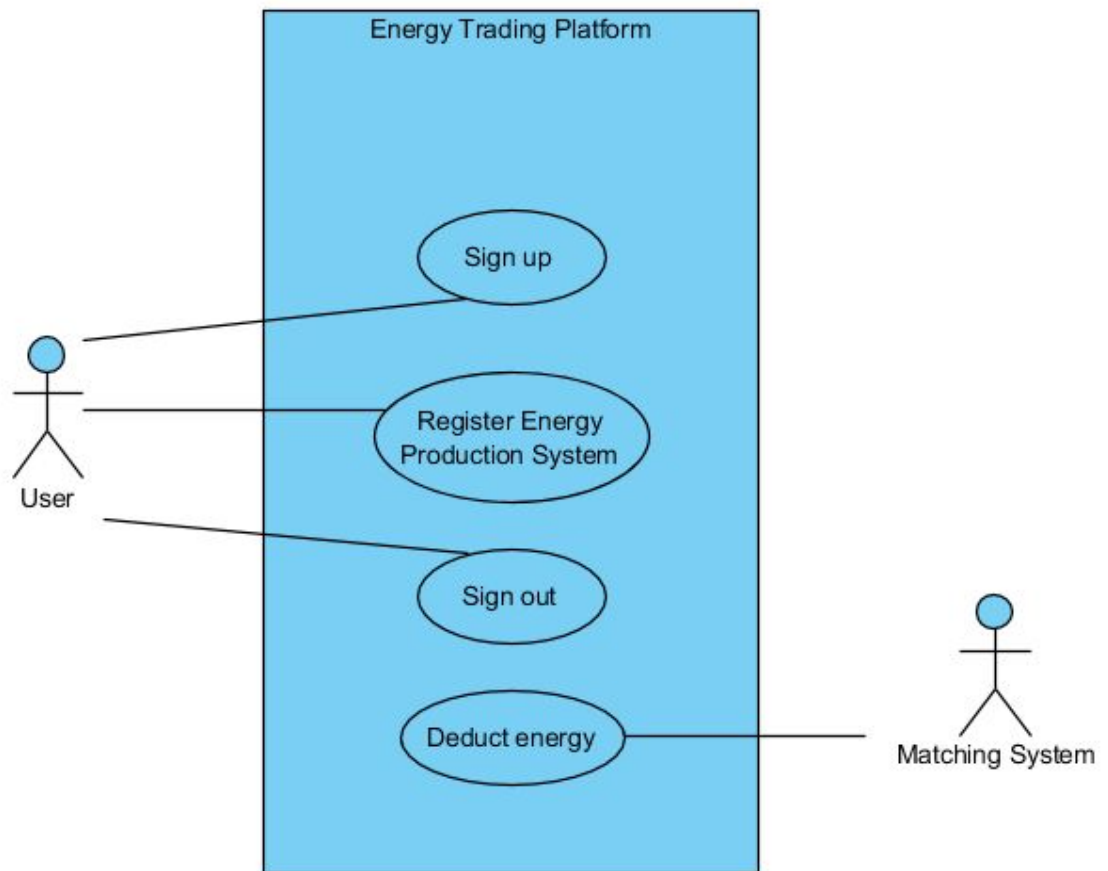 Energy Trading Platform
Sign up
Register Energy
Production System
User
Sign out
Deduct energy
Matching System